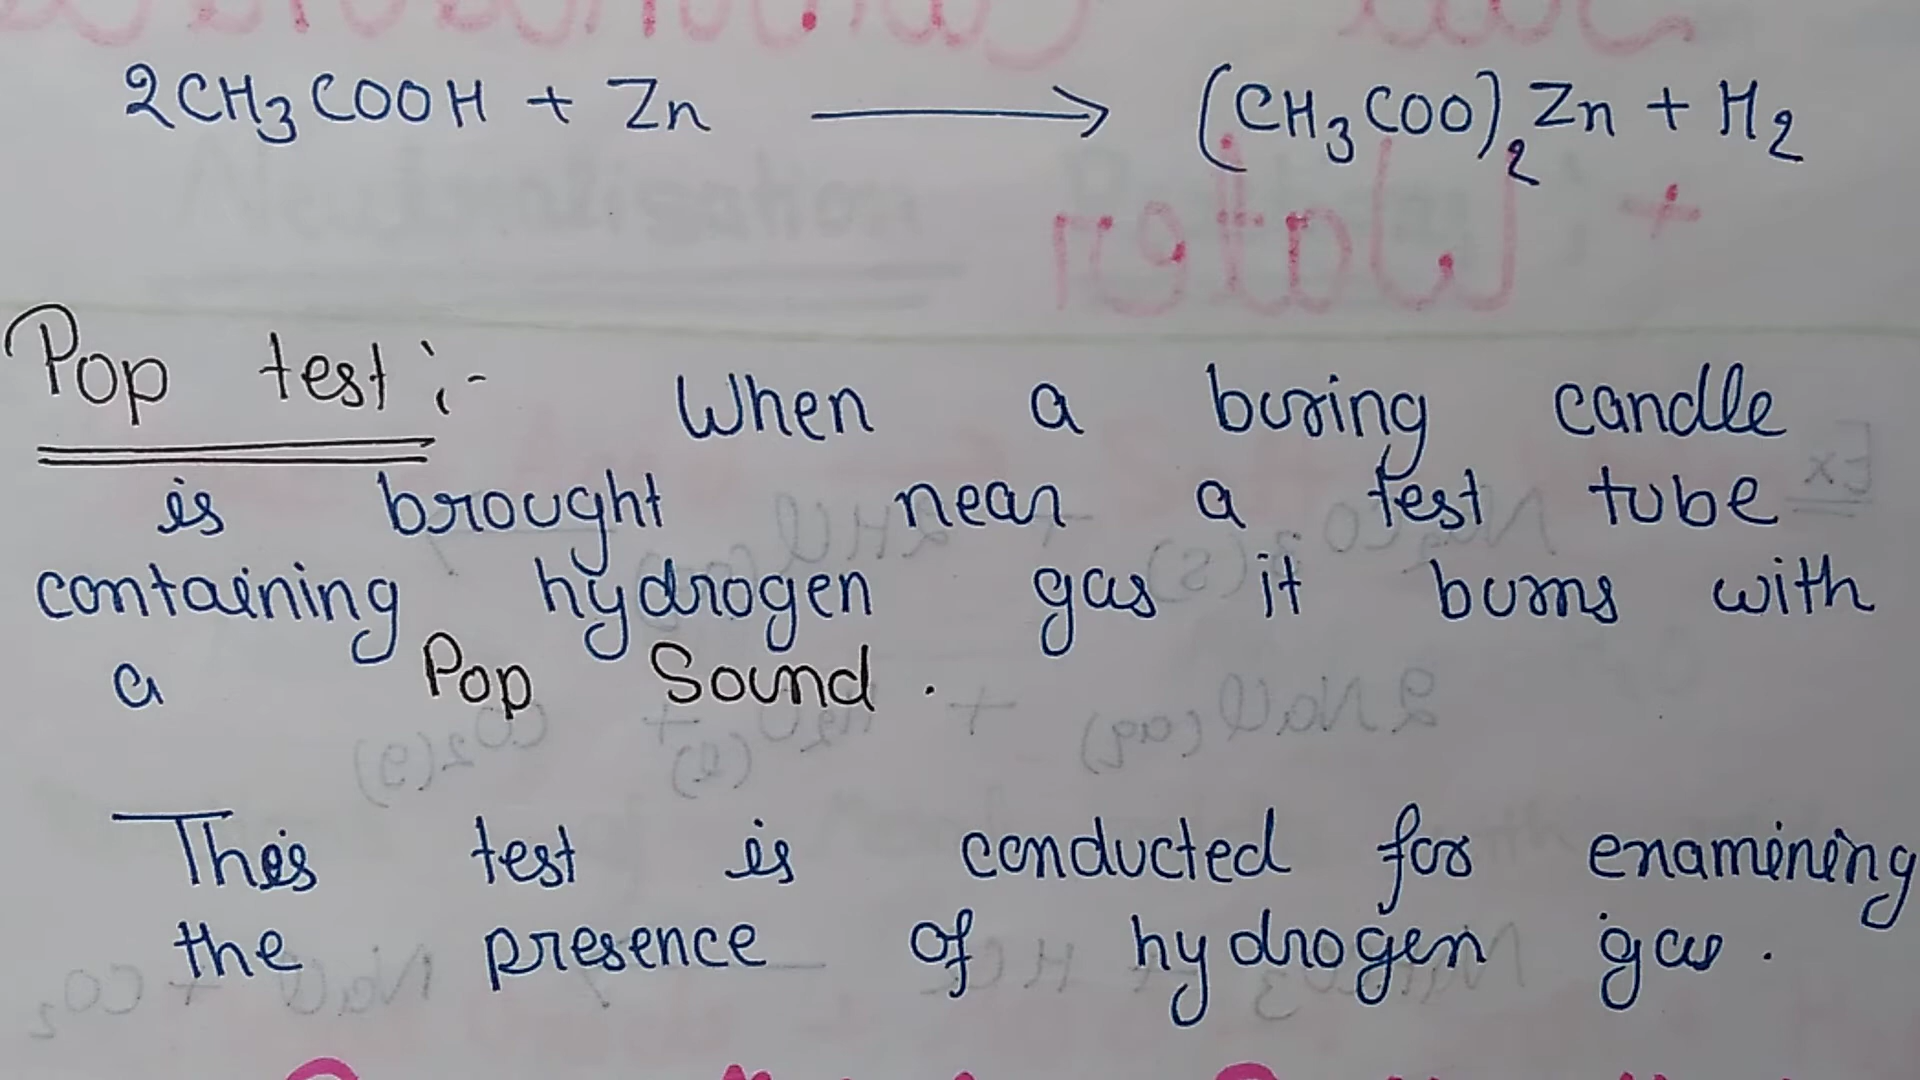 2CH3COOH + Zn ⟶ (CH3COO)2Zn + H2
Pop test :- When a buring candle
is brought near a test tube
containing hydrogen gas it burns with
a Pop Sound .
This test is conducted for enamining
the presence of hydrogen gas .